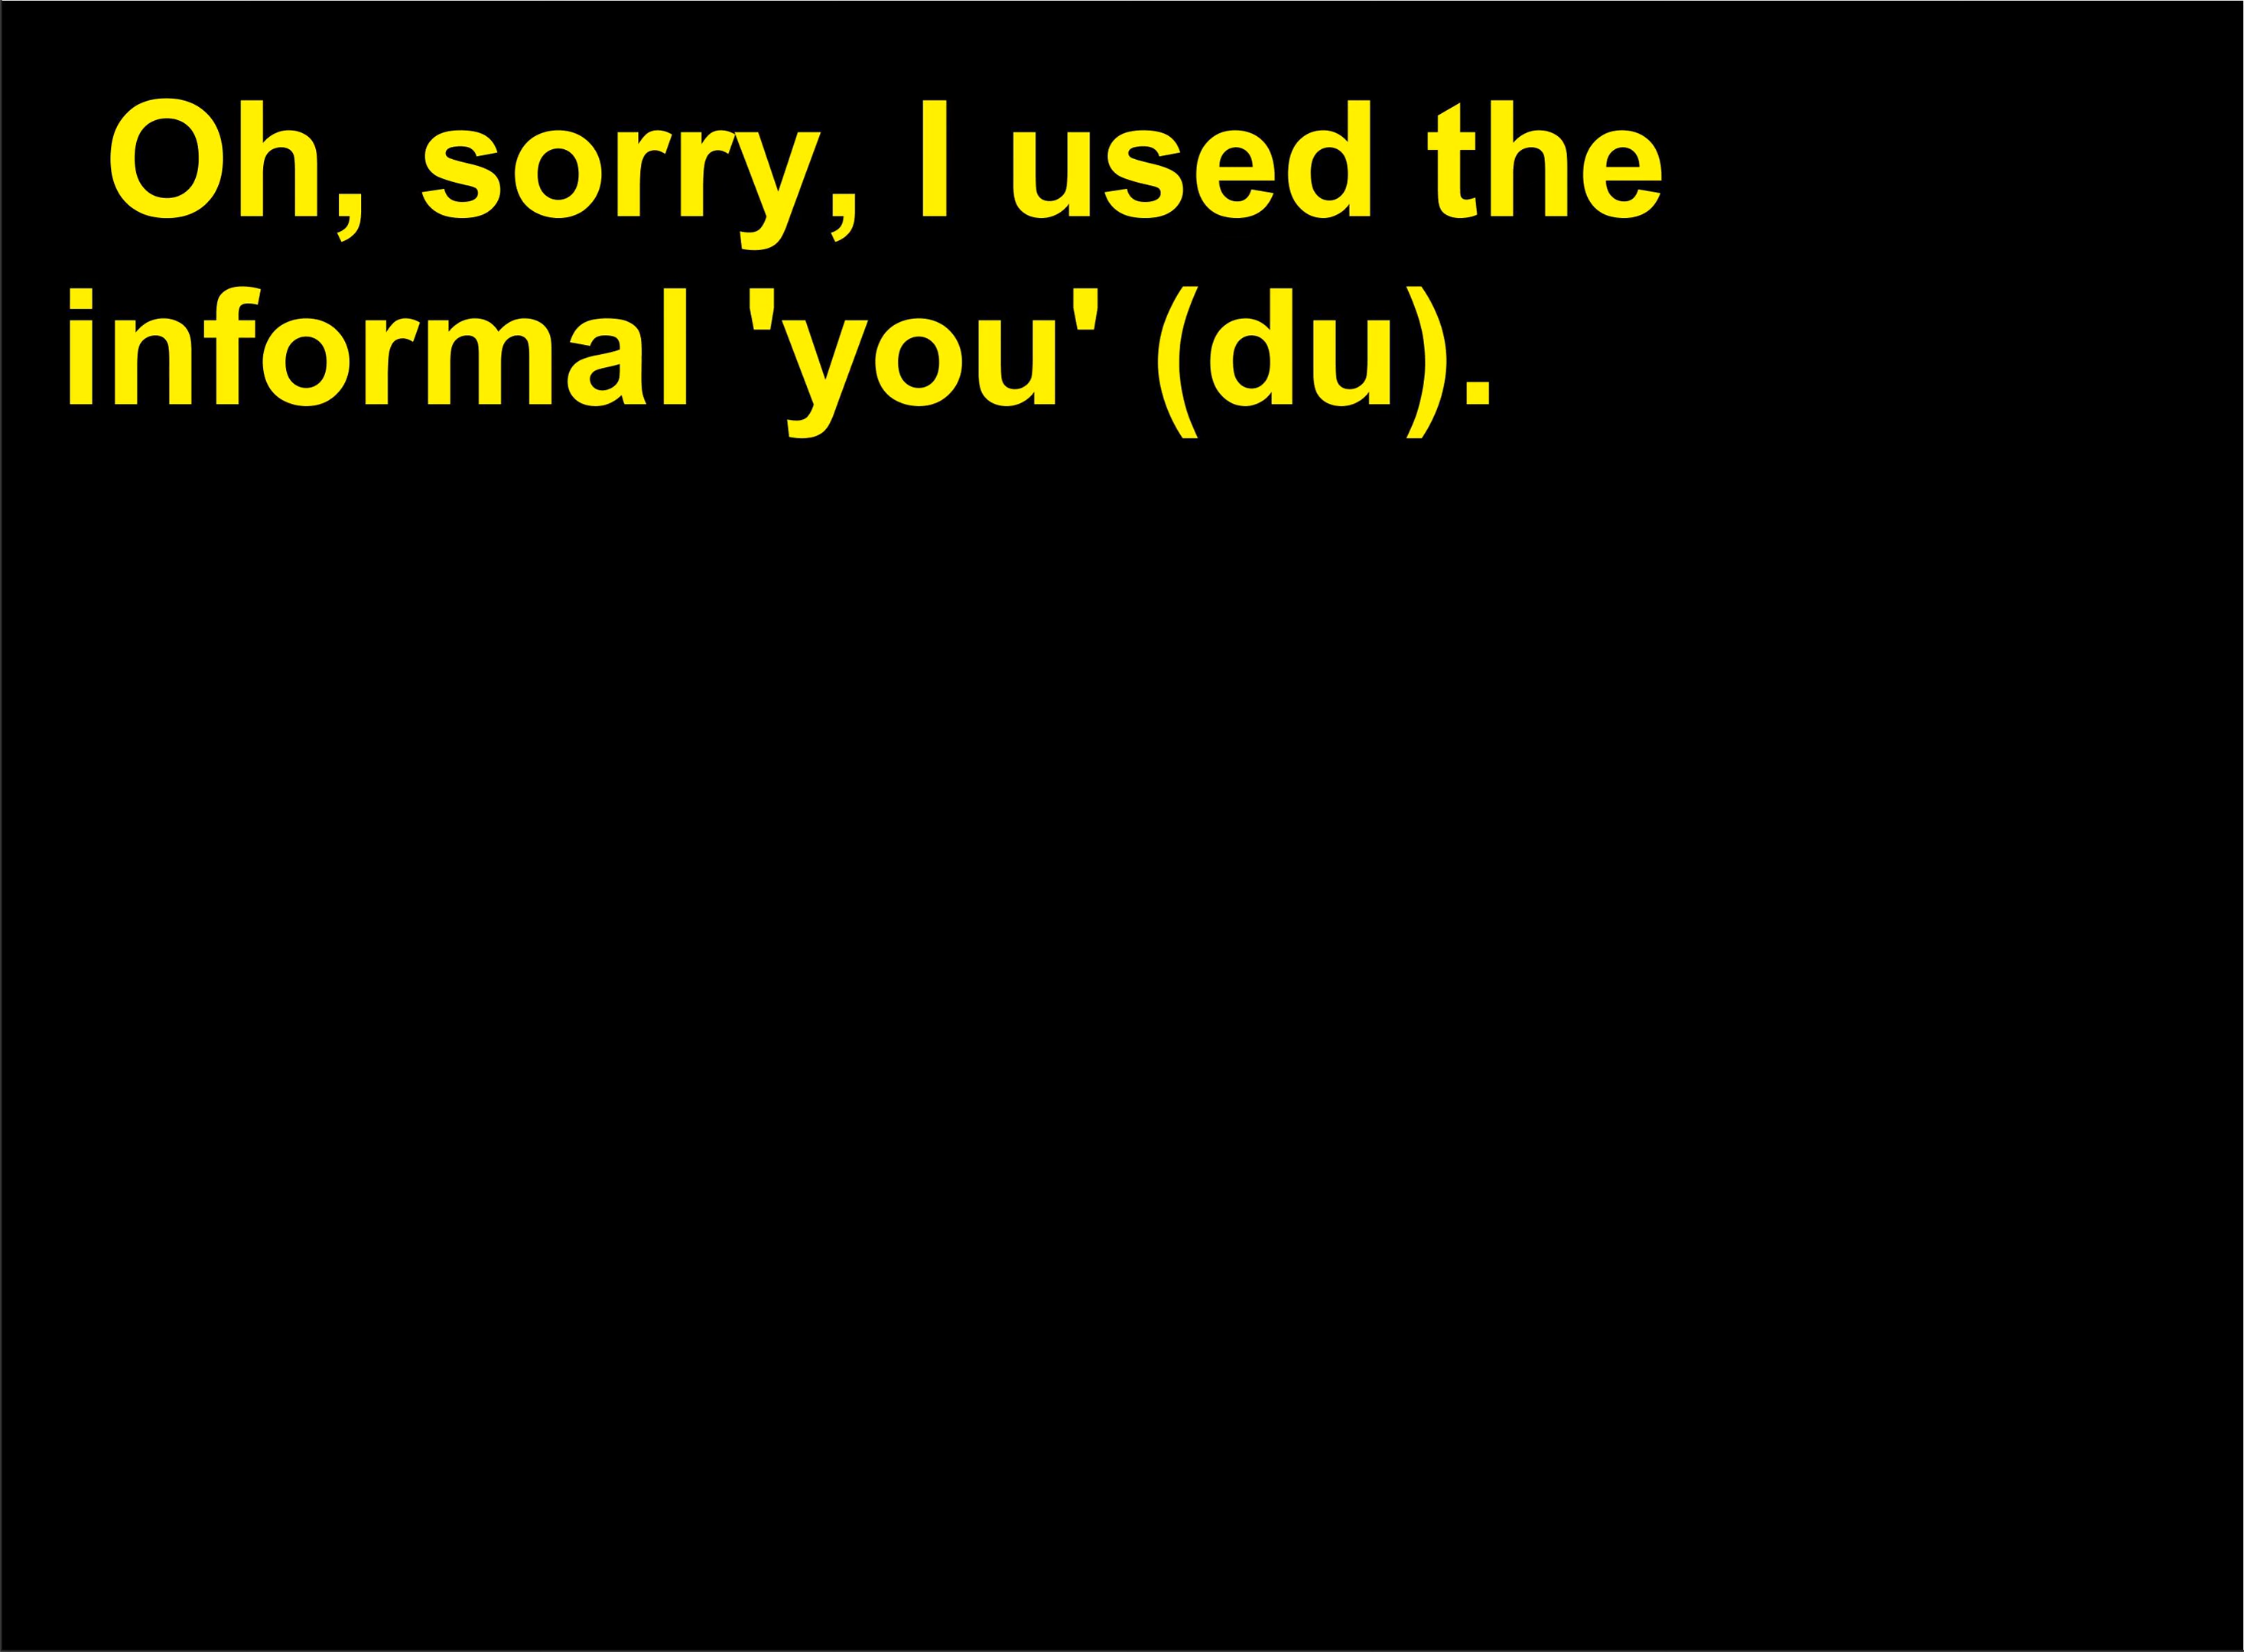 Oh, sorry, I used the
informal 'you' (du).